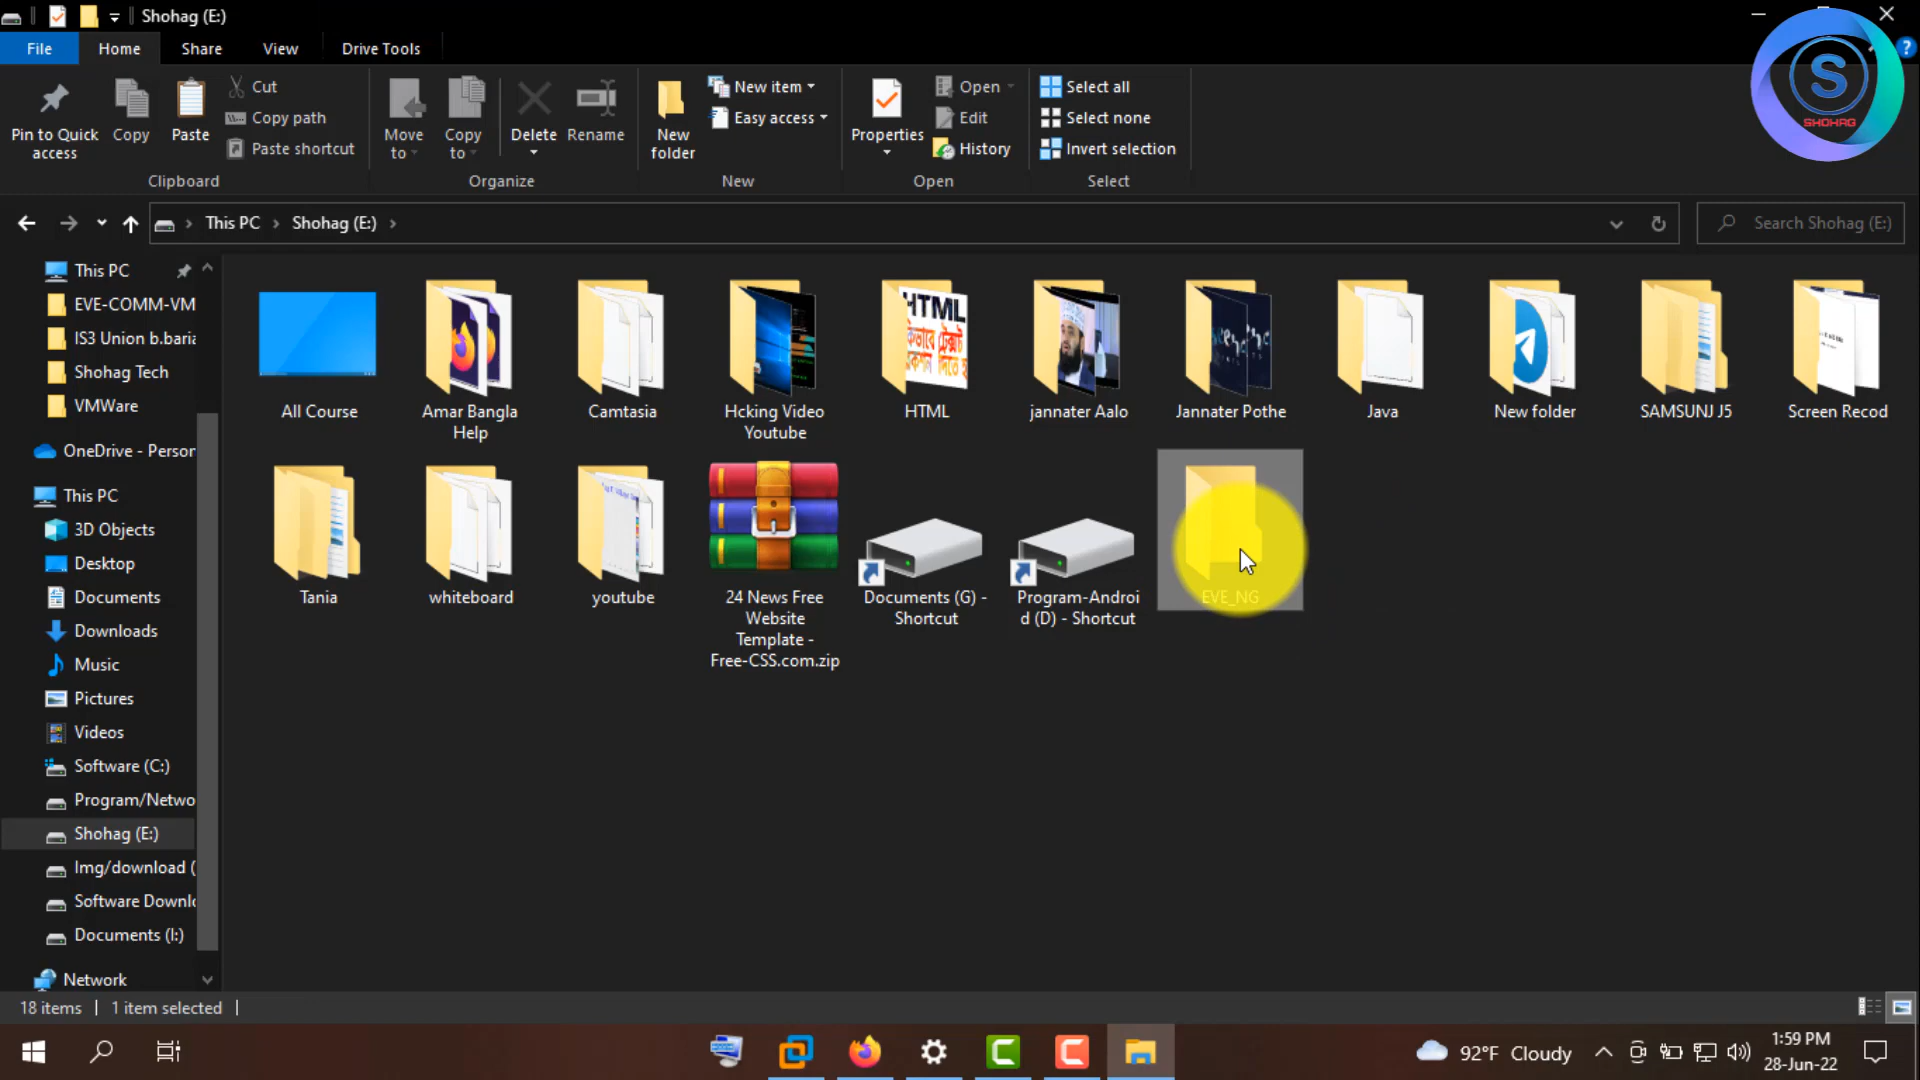 Shohag (E:)
File
Home
Share
View
Drive Tools
Pin to Quick
access
Copy
Paste
Cut
Copy path
Paste shortcut
Clipboard
Move
to
Copy
to
Delete
Rename
Organize
New
folder
New item
Easy access
New
Properties
Open
Edit
History
Open
Select all
Select none
Invert selection
Select
S
SHOHAG
?
This PC
Shohag (E:)
Search Shohag (E:)
This PC
EVE-COMM-VM
IS3 Union b.baria
Shohag Tech
VMWare
OneDrive - Person
This PC
3D Objects
Desktop
Documents
Downloads
Music
Pictures
Videos
Software (C:)
Program/Netwo
Shohag (E:)
Img/download (
Software Downlo
Documents (I:)
Network
HTML
কিভাবে টেক্সট
All Course
Amar Bangla
Help
Camtasia
Hcking Video
Youtube
HTML
jannater Aalo
Jannater Pothe
Java
New folder
SAMSUNJ J5
Screen Recod
Tania
whiteboard
youtube
24 News Free
Website
Template -
Free-CSS.com.zip
Documents (G) -
Shortcut
Program-Androi
d (D) - Shortcut
EVE_NG
18 items
1 item selected
92°F Cloudy
1:59 PM
28-Jun-22